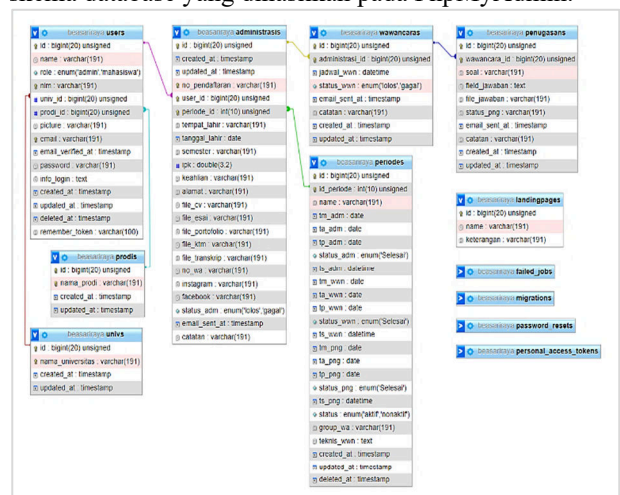 beasiswa users
id : bigint(20) unsigned
name : varchar(191)
role : enum('admin','mahasiswa')
nim : varchar(191)
univ_id : bigint(20) unsigned
prodi_id : bigint(20) unsigned
picture : varchar(191)
email : varchar(191)
email_verified_at : timestamp
password : varchar(191)
info_login : text
created_at : timestamp
updated_at : timestamp
deleted_at : timestamp
remember_token : varchar(100)
prodis
id : bigint(20) unsigned
nama_prodi : varchar(191)
created_at : timestamp
updated_at : timestamp
univs
id : bigint(20) unsigned
nama_universitas : varchar(191)
created_at : timestamp
updated_at : timestamp
administrasis
id : bigint(20) unsigned
created_at : timestamp
updated_at : timestamp
no_pendaftaran : varchar(191)
user_id : bigint(20) unsigned
periode_id : int(10) unsigned
tempat_lahir : varchar(191)
tanggal_lahir : date
semester : varchar(191)
ipk : double(3,2)
keahlian : varchar(191)
alamat : varchar(191)
file_cv : varchar(191)
file_esai : varchar(191)
file_portofolio : varchar(191)
file_ktm : varchar(191)
file_transkrip : varchar(191)
no_wa : varchar(191)
instagram : varchar(191)
facebook : varchar(191)
status_adm : enum('lolos','gagal')
email_sent_at : timestamp
catatan : varchar(191)
wawancaras
id : bigint(20) unsigned
administrasi_id : bigint(20) unsigned
jadwal_wwn : datetime
status_wwn : enum('lolos','gagal')
email_sent_at : timestamp
catatan : varchar(191)
created_at : timestamp
updated_at : timestamp
periodes
id : bigint(20) unsigned
id_periode : int(10) unsigned
name : varchar(191)
tm_adm : date
ta_adm : date
tp_adm : date
status_adm : enum('Selesai')
ts_adm : datetime
tm_wwn : date
ta_wwn : date
tp_wwn : date
status_wwn : enum('Selesai')
ts_wwn : datetime
tm_png : date
ta_png : date
tp_png : date
status_png : enum('Selesai')
ts_png : datetime
status : enum('aktif','nonaktif')
group_wa : varchar(191)
teknis_wwn : text
created_at : timestamp
updated_at : timestamp
deleted_at : timestamp
penugasans
id : bigint(20) unsigned
wawancara_id : bigint(20) unsigned
soal : varchar(191)
field_jawaban : text
file_jawaban : varchar(191)
status_png : varchar(191)
email_sent_at : timestamp
catatan : varchar(191)
created_at : timestamp
updated_at : timestamp
landingpages
id : bigint(20) unsigned
name : varchar(191)
keterangan : varchar(191)
failed_jobs
migrations
password_resets
personal_access_tokens